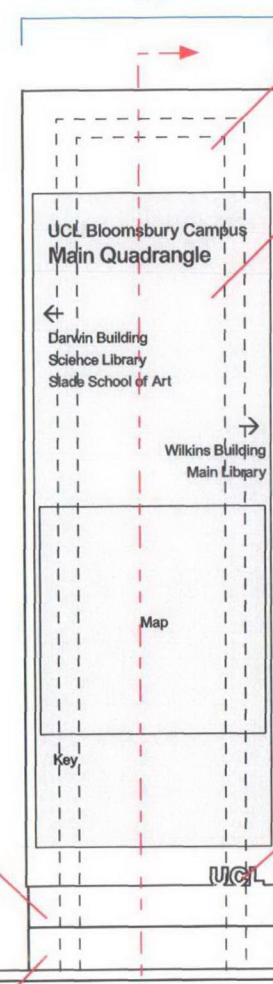 UCL Bloomsbury Campus
Main Quadrangle
←
Darwin Building
Science Library
Slade School of Art
→
Wilkins Building
Main Library
Map
Key
UCL